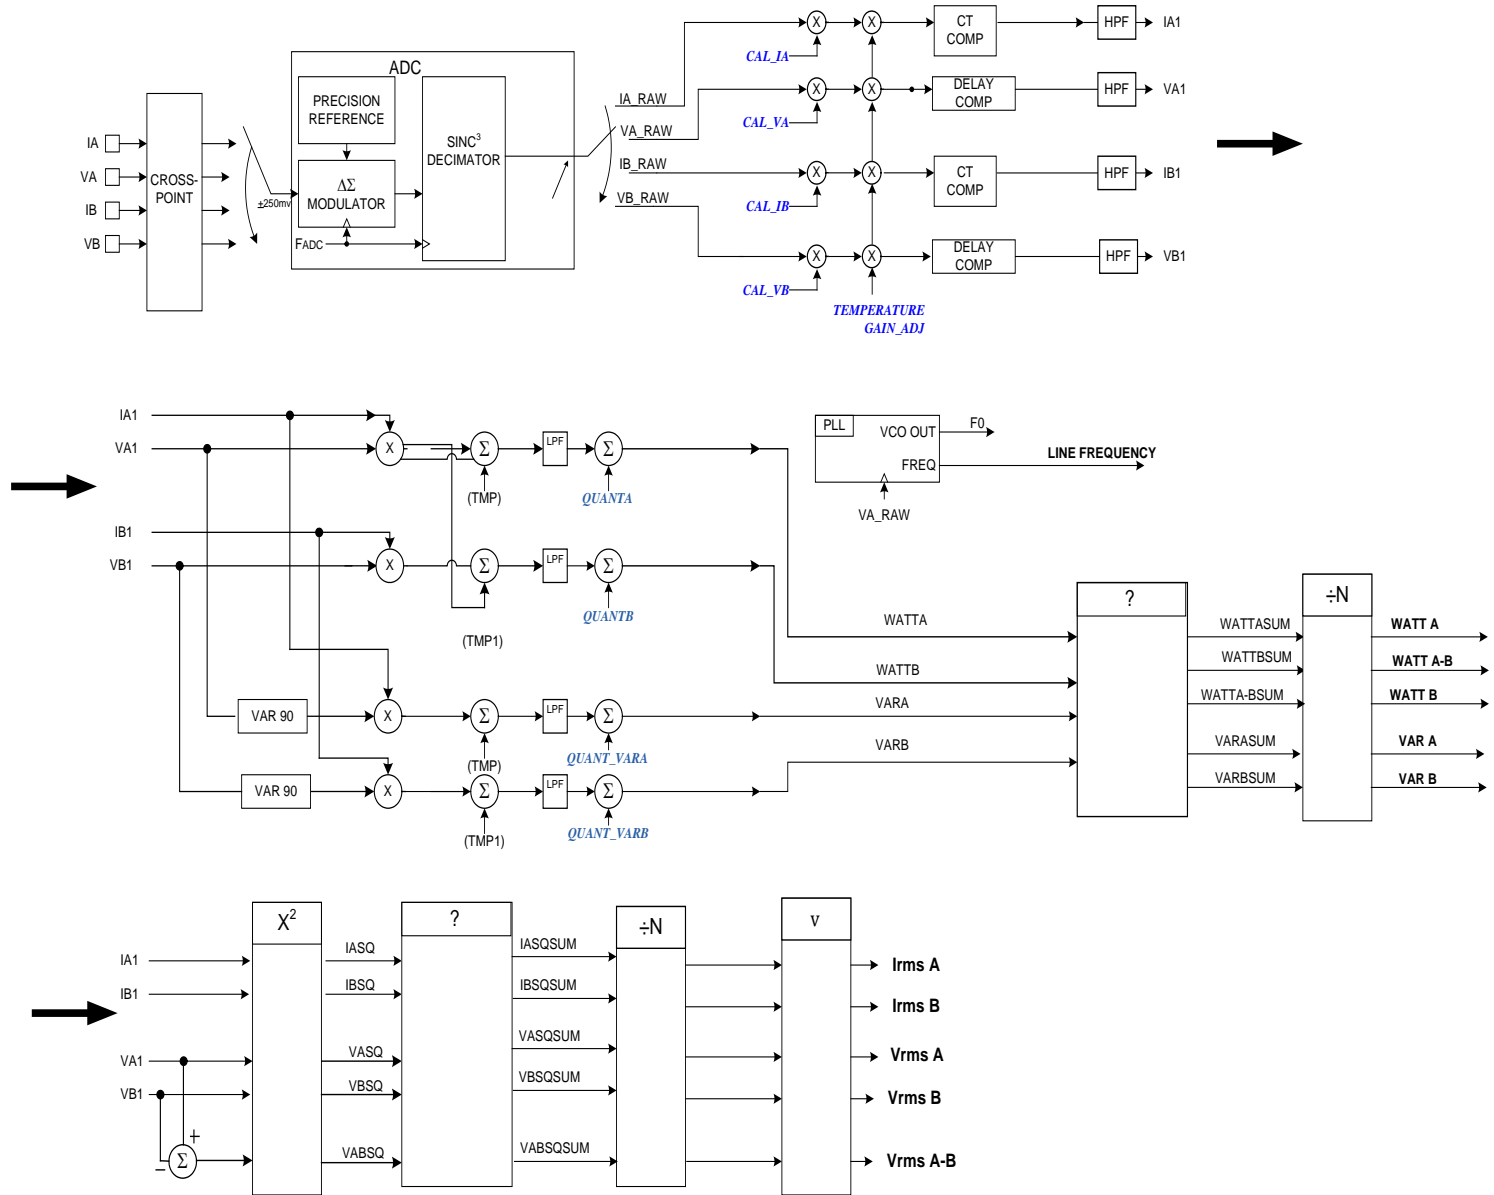 ADC
PRECISION
REFERENCE
SINC3
DECIMATOR
ΔΣ
MODULATOR
FADC
±250mv
IA
VA
IB
VB
CROSS-
POINT
IA_RAW
VA_RAW
IB_RAW
VB_RAW
X
X
CAL_IA
CT
COMP
HPF
IA1
X
X
CAL_VA
DELAY
COMP
HPF
VA1
X
X
CAL_IB
CT
COMP
HPF
IB1
X
X
CAL_VB
DELAY
COMP
HPF
VB1
TEMPERATURE
GAIN_ADJ
IA1
VA1
X
Σ
(TMP)
LPF
Σ
QUANTA
PLL
VCO OUT
F0
FREQ
LINE FREQUENCY
VA_RAW
IB1
VB1
X
Σ
(TMP1)
LPF
Σ
QUANTB
VAR 90
X
Σ
(TMP)
LPF
Σ
QUANT_VARA
VAR 90
X
Σ
(TMP1)
LPF
Σ
QUANT_VARB
WATTA
WATTB
VARA
VARB
?
WATTASUM
WATTBSUM
WATTA-BSUM
VARASUM
VARBSUM
÷N
WATT A
WATT A-B
WATT B
VAR A
VAR B
IA1
IB1
VA1
VB1
+
–
Σ
X2
IASQ
IBSQ
VASQ
VBSQ
VABSQ
?
IASQSUM
IBSQSUM
VASQSUM
VBSQSUM
VABSQSUM
÷N
v
Irms A
Irms B
Vrms A
Vrms B
Vrms A-B